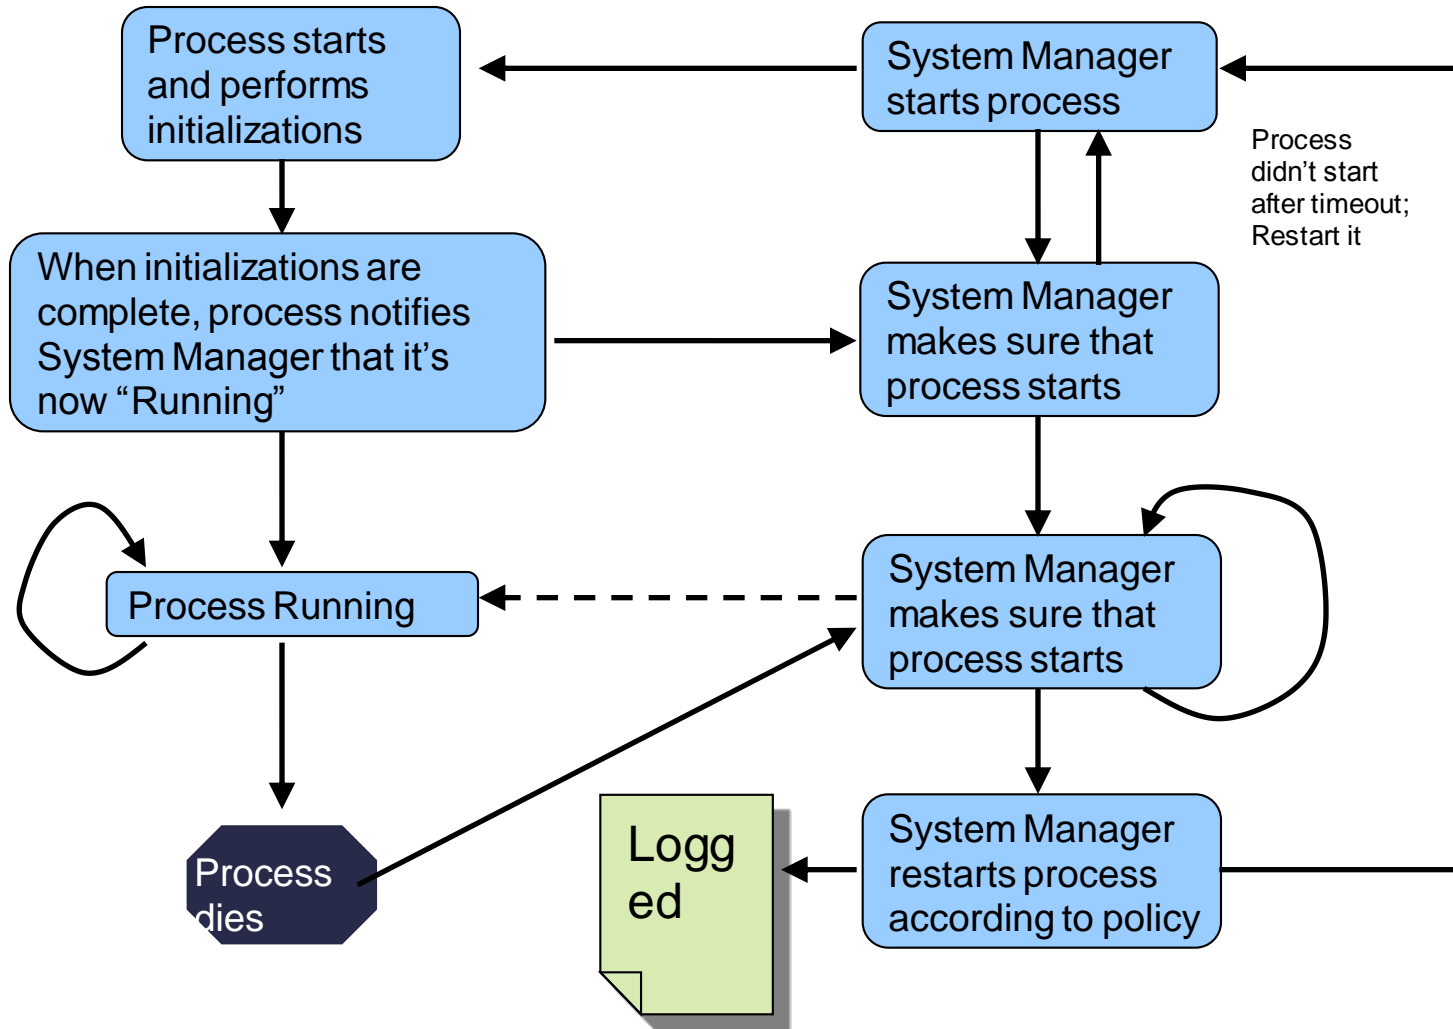 Process starts
and performs
initializations
System Manager
starts process
Process
didn’t start
after timeout;
Restart it
When initializations are
complete, process notifies
System Manager that it’s
now “Running”
System Manager
makes sure that
process starts
Process Running
System Manager
makes sure that
process starts
Process
dies
Logg
ed
System Manager
restarts process
according to policy